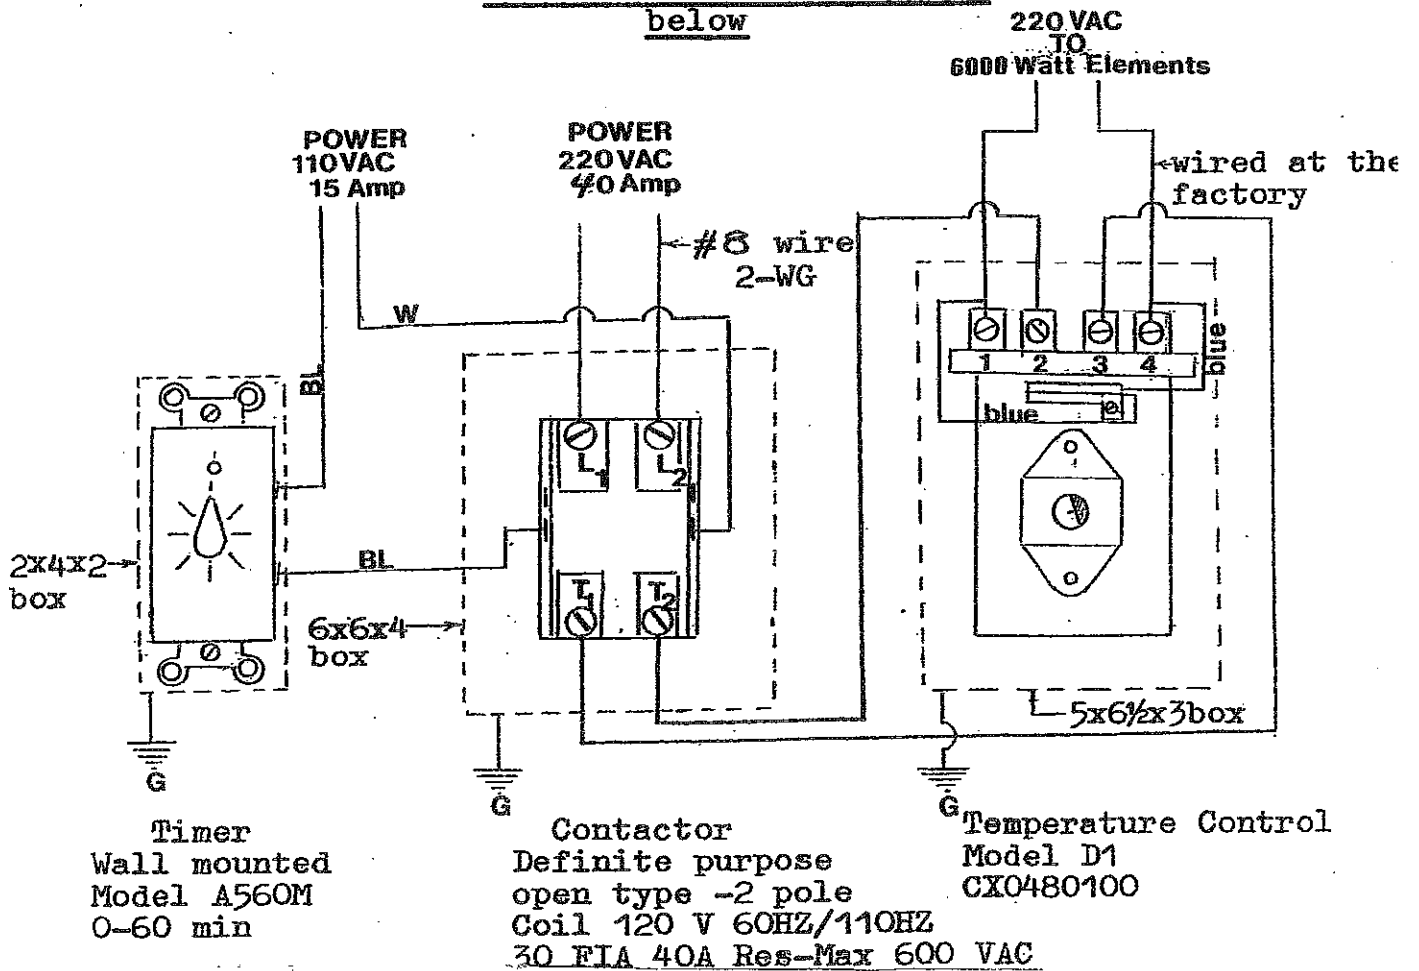 below
220 VAC
TO
6000 Watt Elements
POWER
110VAC
15 Amp
POWER
220VAC
40 Amp
wired at the
factory
#8 wire
2-WG
W
BL
blue
1 2 3 4
blue
L1 L2
BL
T1 T2
2x4x2
box
6x6x4
box
5x6½x3box
G
G
G
Timer
Wall mounted
Model A560M
0-60 min
Contactor
Definite purpose
open type -2 pole
Coil 120 V 60HZ/110HZ
30 FIA 40A Res-Max 600 VAC
Temperature Control
Model D1
CX0480100